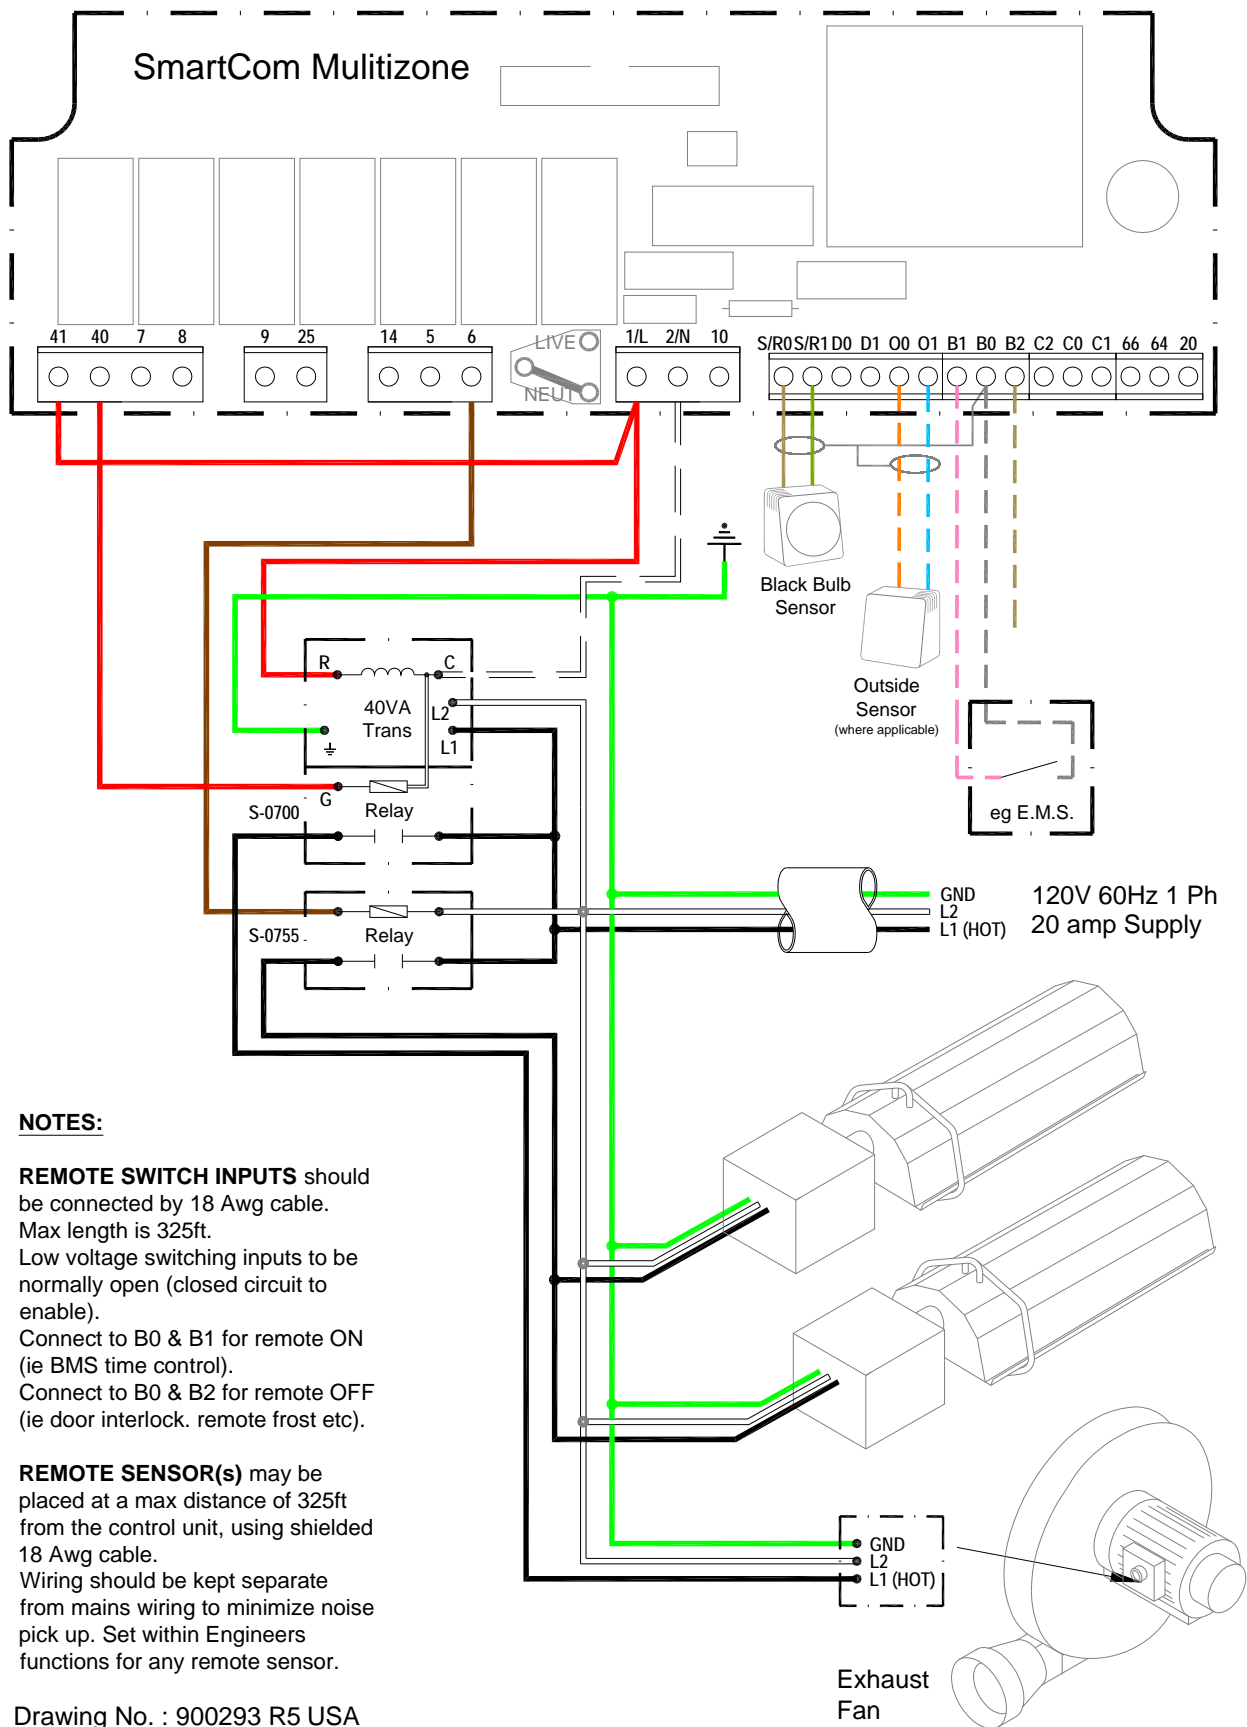 SmartCom Mulitizone
41 40 7 8 9 25 14 5 6 1/L 2/N 10 S/R0 S/R1 D0 D1 O0 O1 B1 B0 B2 C2 C0 C1 66 64 20
LIVE
NEUT
Black Bulb
Sensor
Outside
Sensor
(where applicable)
eg E.M.S.
R C
40VA
Trans
L2
L1
G
S-0700
Relay
S-0755
Relay
GND
L2
L1 (HOT)
120V 60Hz 1 Ph
20 amp Supply
NOTES:
REMOTE SWITCH INPUTS should
be connected by 18 Awg cable.
Max length is 325ft.
Low voltage switching inputs to be
normally open (closed circuit to
enable).
Connect to B0 & B1 for remote ON
(ie BMS time control).
Connect to B0 & B2 for remote OFF
(ie door interlock. remote frost etc).
REMOTE SENSOR(s) may be
placed at a max distance of 325ft
from the control unit, using shielded
18 Awg cable.
Wiring should be kept separate
from mains wiring to minimize noise
pick up. Set within Engineers
functions for any remote sensor.
GND
L2
L1 (HOT)
Exhaust
Fan
Drawing No. : 900293 R5 USA